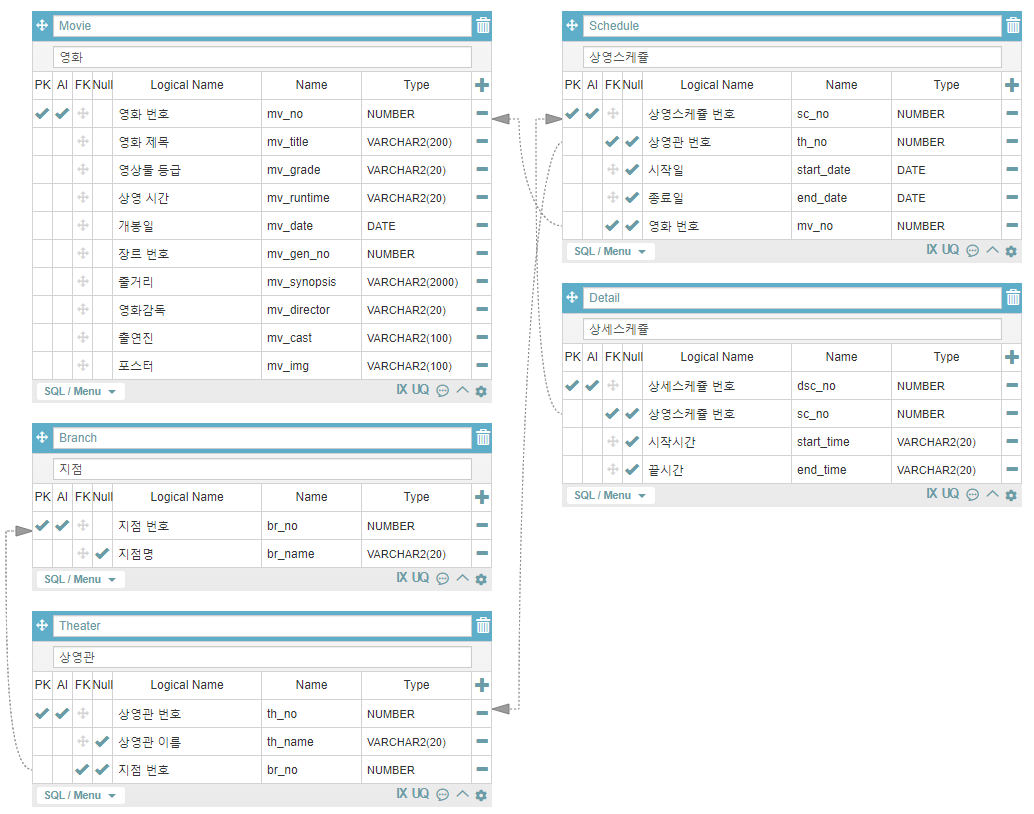 Movie
영화
PK AI FK Null Logical Name Name Type
영화 번호 mv_no NUMBER
영화 제목 mv_title VARCHAR2(200)
영상물 등급 mv_grade VARCHAR2(20)
상영 시간 mv_runtime VARCHAR2(20)
개봉일 mv_date DATE
장르 번호 mv_gen_no NUMBER
줄거리 mv_synopsis VARCHAR2(2000)
영화감독 mv_director VARCHAR2(20)
출연진 mv_cast VARCHAR2(100)
포스터 mv_img VARCHAR2(100)
SQL / Menu IX UQ
Branch
지점
PK AI FK Null Logical Name Name Type
지점 번호 br_no NUMBER
지점명 br_name VARCHAR2(20)
SQL / Menu IX UQ
Theater
상영관
PK AI FK Null Logical Name Name Type
상영관 번호 th_no NUMBER
상영관 이름 th_name VARCHAR2(20)
지점 번호 br_no NUMBER
SQL / Menu IX UQ
Schedule
상영스케쥴
PK AI FK Null Logical Name Name Type
상영스케쥴 번호 sc_no NUMBER
상영관 번호 th_no NUMBER
시작일 start_date DATE
종료일 end_date DATE
영화 번호 mv_no NUMBER
SQL / Menu IX UQ
Detail
상세스케쥴
PK AI FK Null Logical Name Name Type
상세스케쥴 번호 dsc_no NUMBER
상영스케쥴 번호 sc_no NUMBER
시작시간 start_time VARCHAR2(20)
끝시간 end_time VARCHAR2(20)
SQL / Menu IX UQ